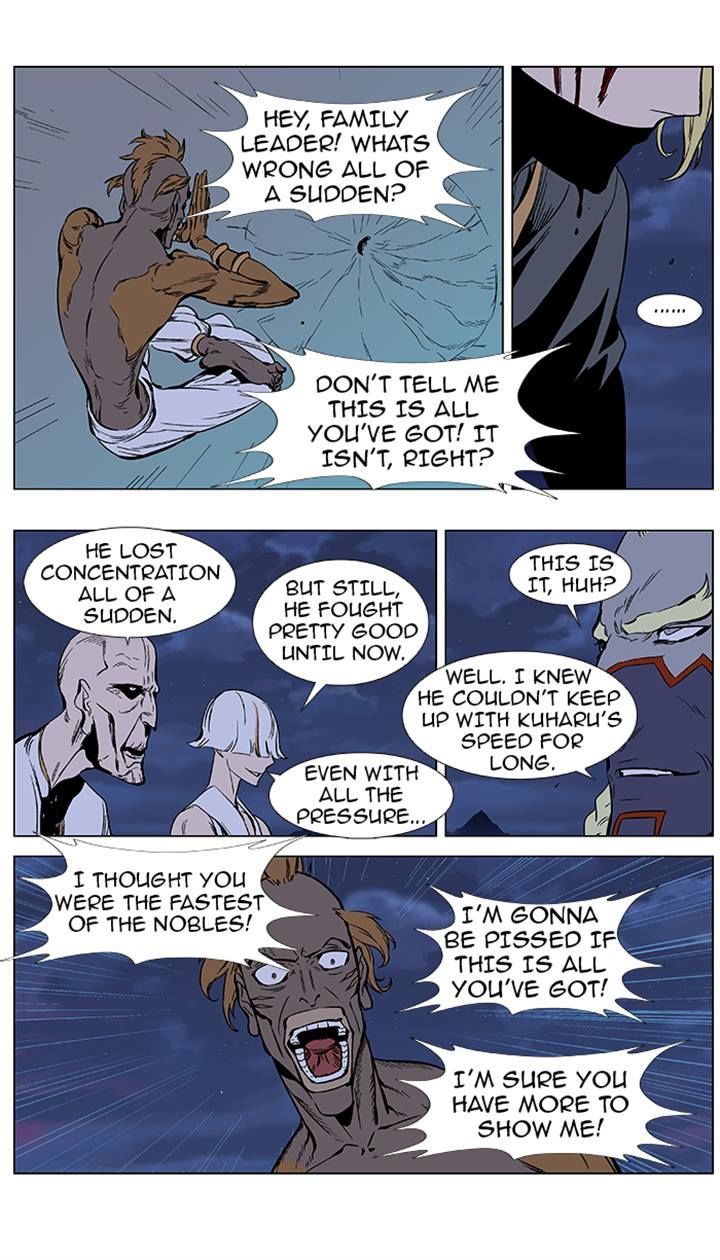 HEY, FAMILY
LEADER! WHATS
WRONG ALL OF
A SUDDEN?
......
DON'T TELL ME
THIS IS ALL
YOU'VE GOT! IT
ISN'T, RIGHT?
HE LOST
CONCENTRATION
ALL OF A
SUDDEN.
BUT STILL,
HE FOUGHT
PRETTY GOOD
UNTIL NOW.
EVEN WITH
ALL THE
PRESSURE...
THIS IS
IT, HUH?
WELL. I KNEW
HE COULDN'T KEEP
UP WITH KUHARU'S
SPEED FOR
LONG.
I THOUGHT YOU
WERE THE FASTEST
OF THE NOBLES!
I'M GONNA
BE PISSED IF
THIS IS ALL
YOU'VE GOT!
I'M SURE YOU
HAVE MORE TO
SHOW ME!